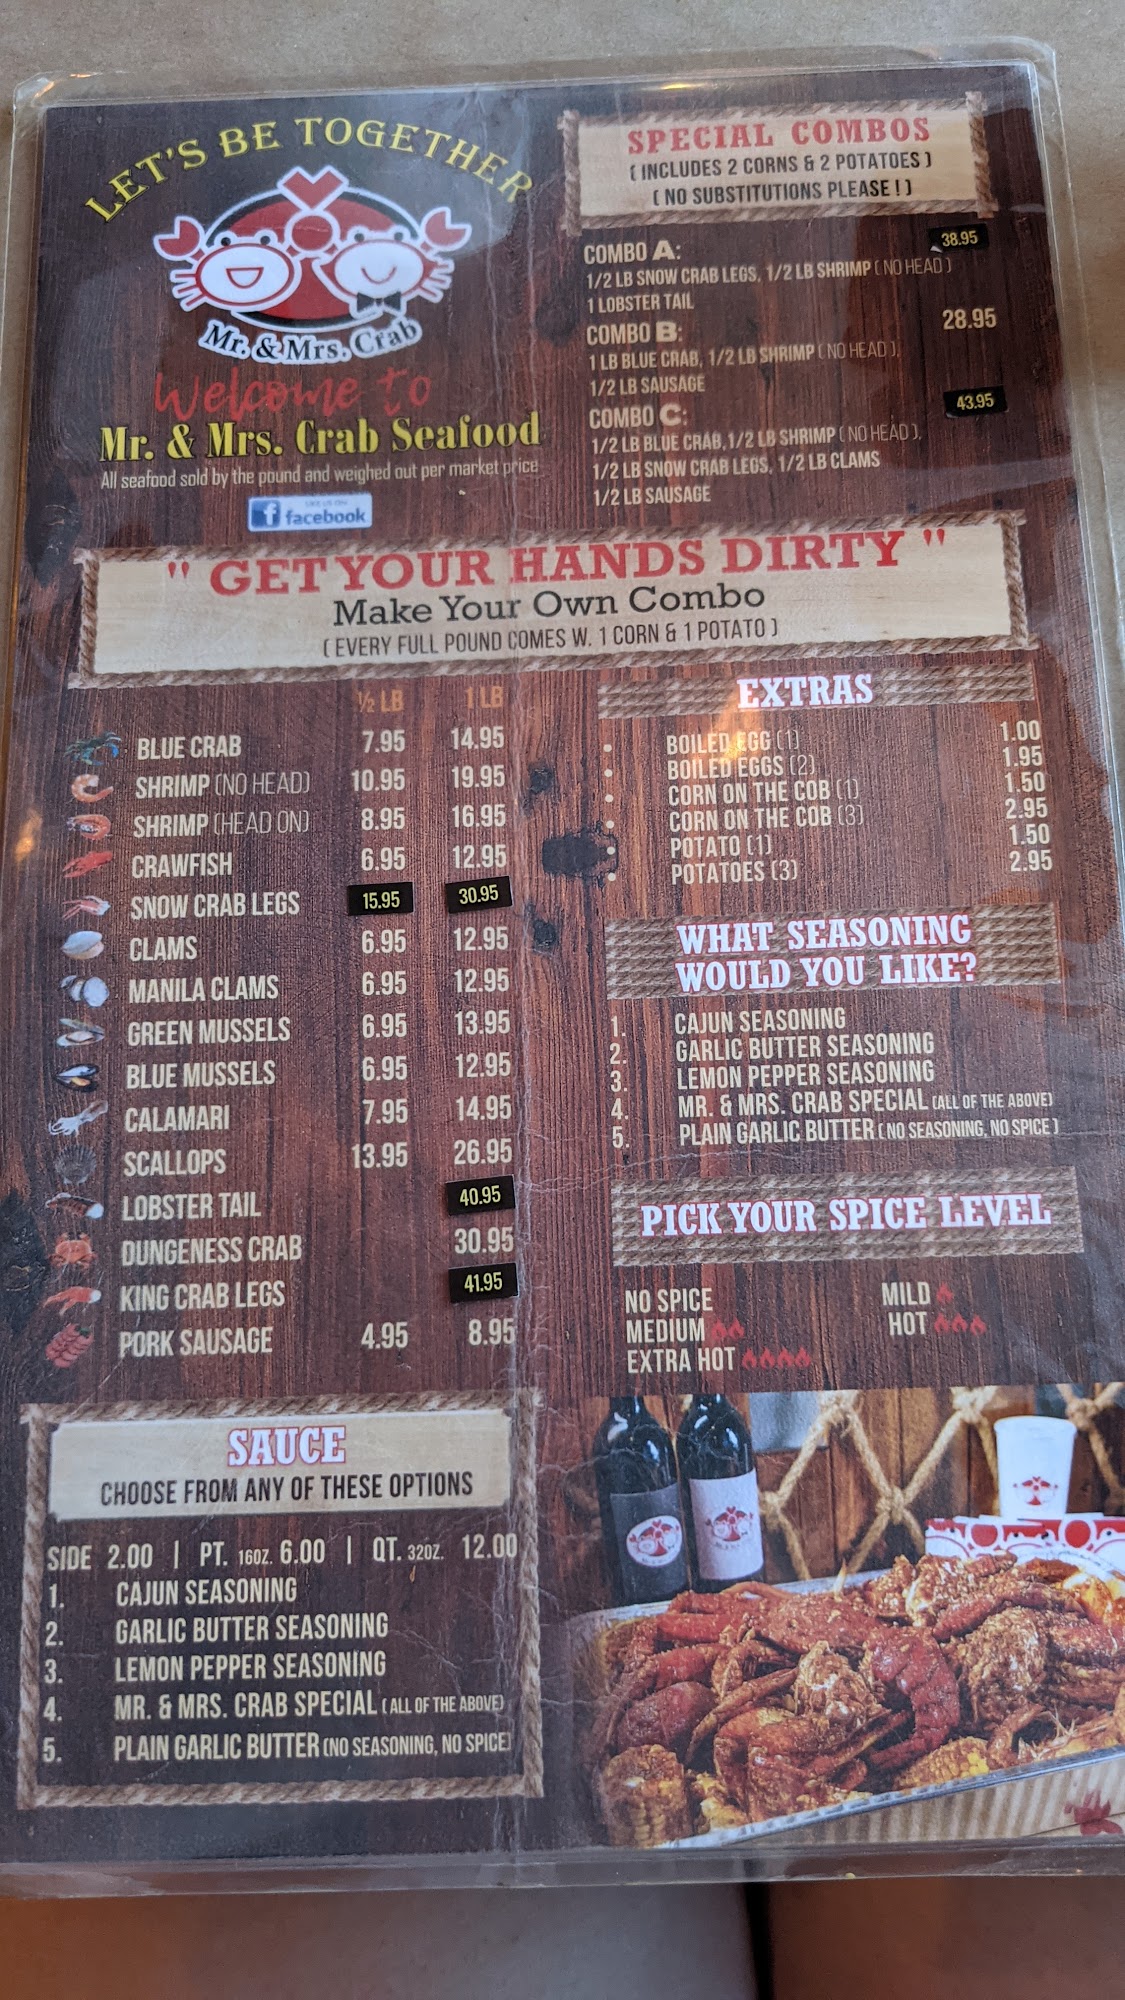 LET'S BE TOGETHER
Mr. & Mrs. Crab
Welcome to
Mr. & Mrs. Crab Seafood
All seafood sold by the pound and weighed out per market price
LIKE US ON
facebook
SPECIAL COMBOS
( INCLUDES 2 CORNS & 2 POTATOES )
( NO SUBSTITUTIONS PLEASE ! )
COMBO A: 38.95
1/2 LB SNOW CRAB LEGS, 1/2 LB SHRIMP ( NO HEAD )
1 LOBSTER TAIL
COMBO B: 28.95
1 LB BLUE CRAB, 1/2 LB SHRIMP ( NO HEAD ),
1/2 LB SAUSAGE
COMBO C: 43.95
1/2 LB BLUE CRAB, 1/2 LB SHRIMP ( NO HEAD ),
1/2 LB SNOW CRAB LEGS, 1/2 LB CLAMS
1/2 LB SAUSAGE
" GET YOUR HANDS DIRTY "
Make Your Own Combo
( EVERY FULL POUND COMES W. 1 CORN & 1 POTATO )
½ LB 1 LB
BLUE CRAB 7.95 14.95
SHRIMP (NO HEAD) 10.95 19.95
SHRIMP (HEAD ON) 8.95 16.95
CRAWFISH 6.95 12.95
SNOW CRAB LEGS 15.95 30.95
CLAMS 6.95 12.95
MANILA CLAMS 6.95 12.95
GREEN MUSSELS 6.95 13.95
BLUE MUSSELS 6.95 12.95
CALAMARI 7.95 14.95
SCALLOPS 13.95 26.95
LOBSTER TAIL 40.95
DUNGENESS CRAB 30.95
KING CRAB LEGS 41.95
PORK SAUSAGE 4.95 8.95
EXTRAS
• BOILED EGG (1) 1.00
• BOILED EGGS (2) 1.95
• CORN ON THE COB (1) 1.50
• CORN ON THE COB (3) 2.95
• POTATO (1) 1.50
• POTATOES (3) 2.95
WHAT SEASONING
WOULD YOU LIKE?
1. CAJUN SEASONING
2. GARLIC BUTTER SEASONING
3. LEMON PEPPER SEASONING
4. MR. & MRS. CRAB SPECIAL (ALL OF THE ABOVE)
5. PLAIN GARLIC BUTTER ( NO SEASONING, NO SPICE )
PICK YOUR SPICE LEVEL
NO SPICE MILD
MEDIUM HOT
EXTRA HOT
SAUCE
CHOOSE FROM ANY OF THESE OPTIONS
SIDE 2.00 | PT. 16OZ. 6.00 | QT. 32OZ. 12.00
1. CAJUN SEASONING
2. GARLIC BUTTER SEASONING
3. LEMON PEPPER SEASONING
4. MR. & MRS. CRAB SPECIAL ( ALL OF THE ABOVE)
5. PLAIN GARLIC BUTTER (NO SEASONING, NO SPICE)